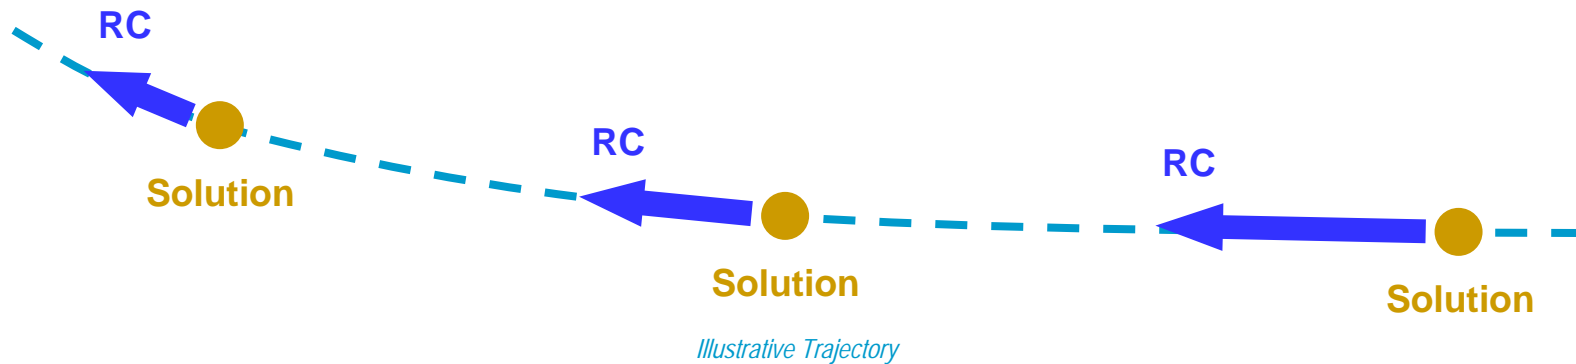 RC
Solution
RC
Solution
RC
Solution
Illustrative Trajectory